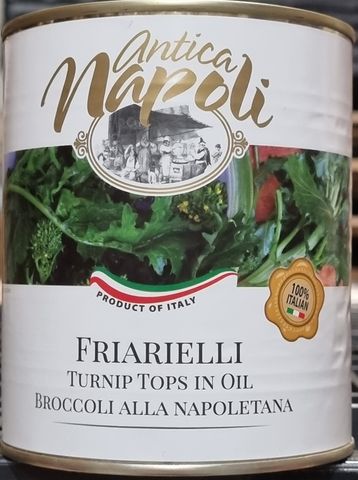 Antica
Napoli
PRODUCT OF ITALY
100%
ITALIAN
FRIARIELLI
TURNIP TOPS IN OIL
BROCCOLI ALLA NAPOLETANA